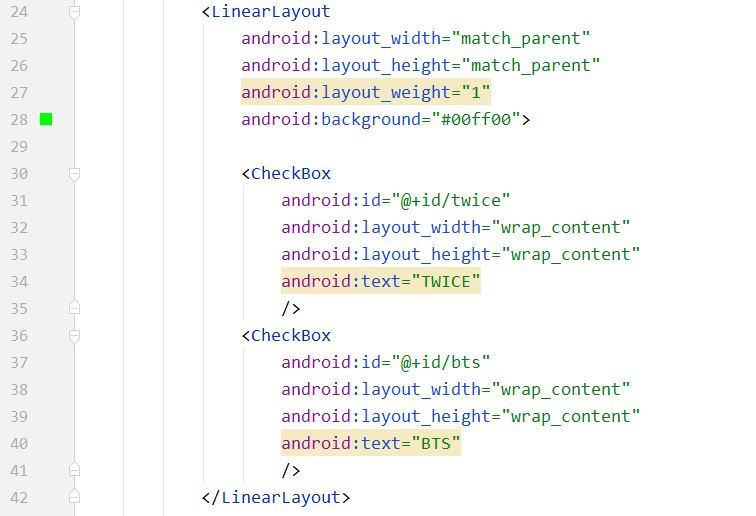 24 <LinearLayout
25 android:layout_width="match_parent"
26 android:layout_height="match_parent"
27 android:layout_weight="1"
28 android:background="#00ff00">
29
30 <CheckBox
31 android:id="@+id/twice"
32 android:layout_width="wrap_content"
33 android:layout_height="wrap_content"
34 android:text="TWICE"
35 />
36 <CheckBox
37 android:id="@+id/bts"
38 android:layout_width="wrap_content"
39 android:layout_height="wrap_content"
40 android:text="BTS"
41 />
42 </LinearLayout>